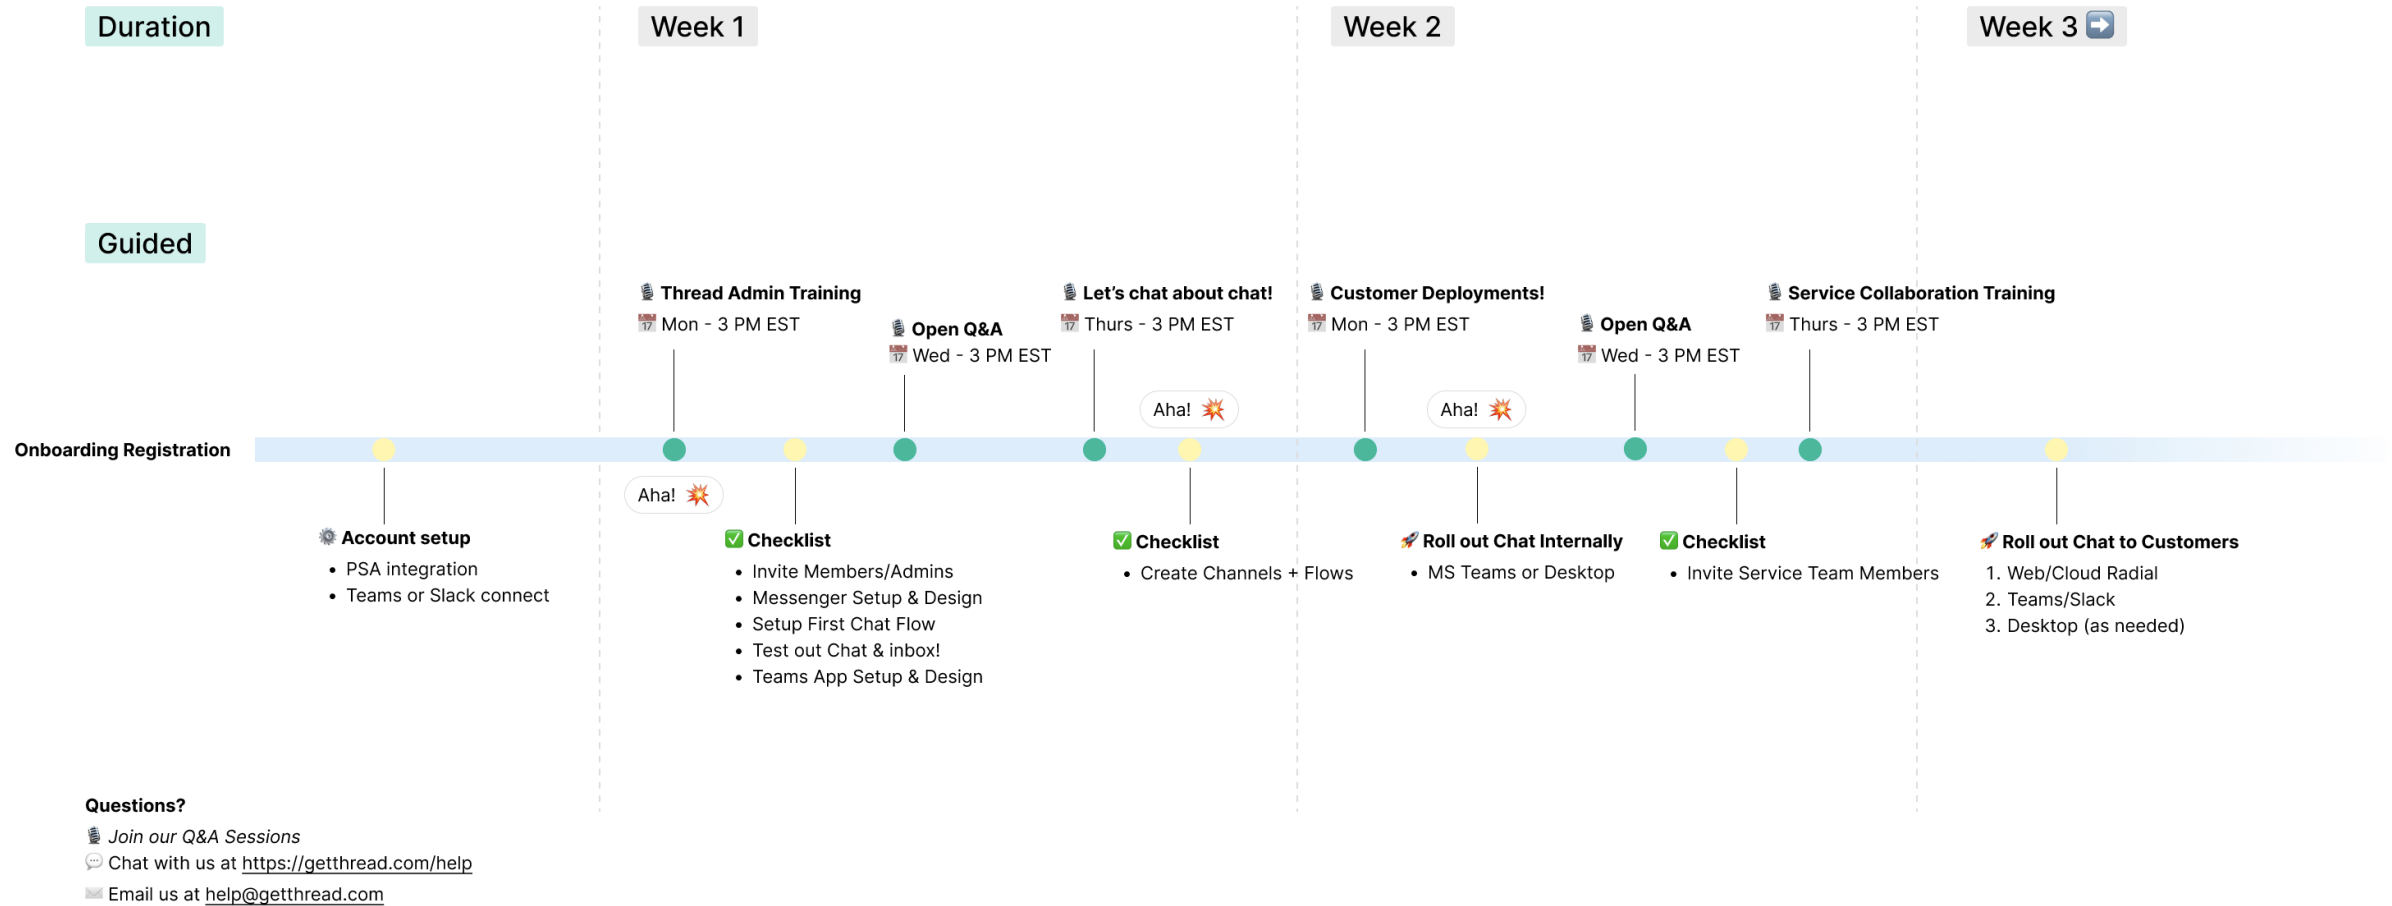 Duration
Week 1
Week 2
Week 3 ➡️
Guided
🎙️ Thread Admin Training
📅 Mon - 3 PM EST
🎙️ Open Q&A
📅 Wed - 3 PM EST
🎙️ Let’s chat about chat!
📅 Thurs - 3 PM EST
🎙️ Customer Deployments!
📅 Mon - 3 PM EST
🎙️ Open Q&A
📅 Wed - 3 PM EST
🎙️ Service Collaboration Training
📅 Thurs - 3 PM EST
Aha! 💥
Aha! 💥
Onboarding Registration
Aha! 💥
⚙️ Account setup
• PSA integration
• Teams or Slack connect
✅ Checklist
• Invite Members/Admins
• Messenger Setup & Design
• Setup First Chat Flow
• Test out Chat & inbox!
• Teams App Setup & Design
✅ Checklist
• Create Channels + Flows
🚀 Roll out Chat Internally
• MS Teams or Desktop
✅ Checklist
• Invite Service Team Members
🚀 Roll out Chat to Customers
1. Web/Cloud Radial
2. Teams/Slack
3. Desktop (as needed)
Questions?
🎙️ Join our Q&A Sessions
💬 Chat with us at https://getthread.com/help
✉️ Email us at help@getthread.com